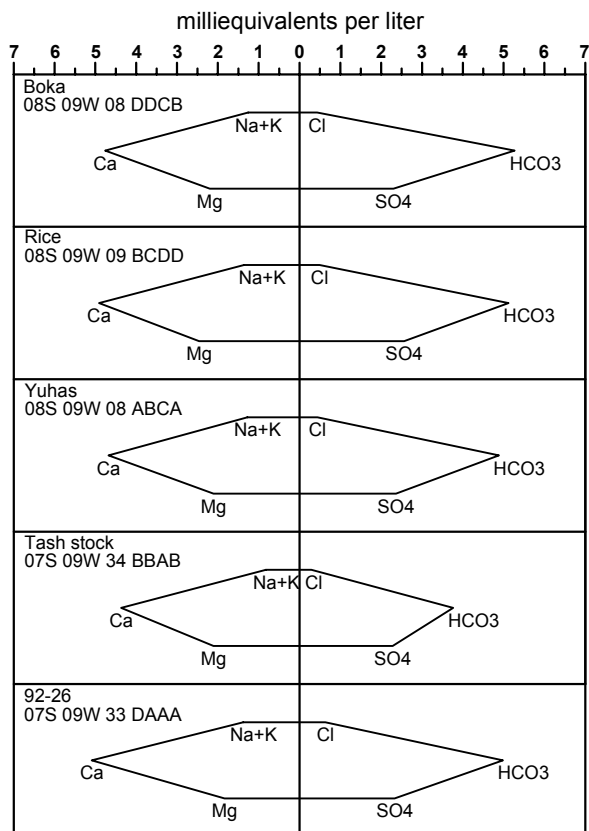 milliequivalents per liter
7 6 5 4 3 2 1 0 1 2 3 4 5 6 7
Boka
08S 09W 08 DDCB
Na+K Cl
Ca HCO3
Mg SO4
Rice
08S 09W 09 BCDD
Na+K Cl
Ca HCO3
Mg SO4
Yuhas
08S 09W 08 ABCA
Na+K Cl
Ca HCO3
Mg SO4
Tash stock
07S 09W 34 BBAB
Na+K Cl
Ca HCO3
Mg SO4
92-26
07S 09W 33 DAAA
Na+K Cl
Ca HCO3
Mg SO4